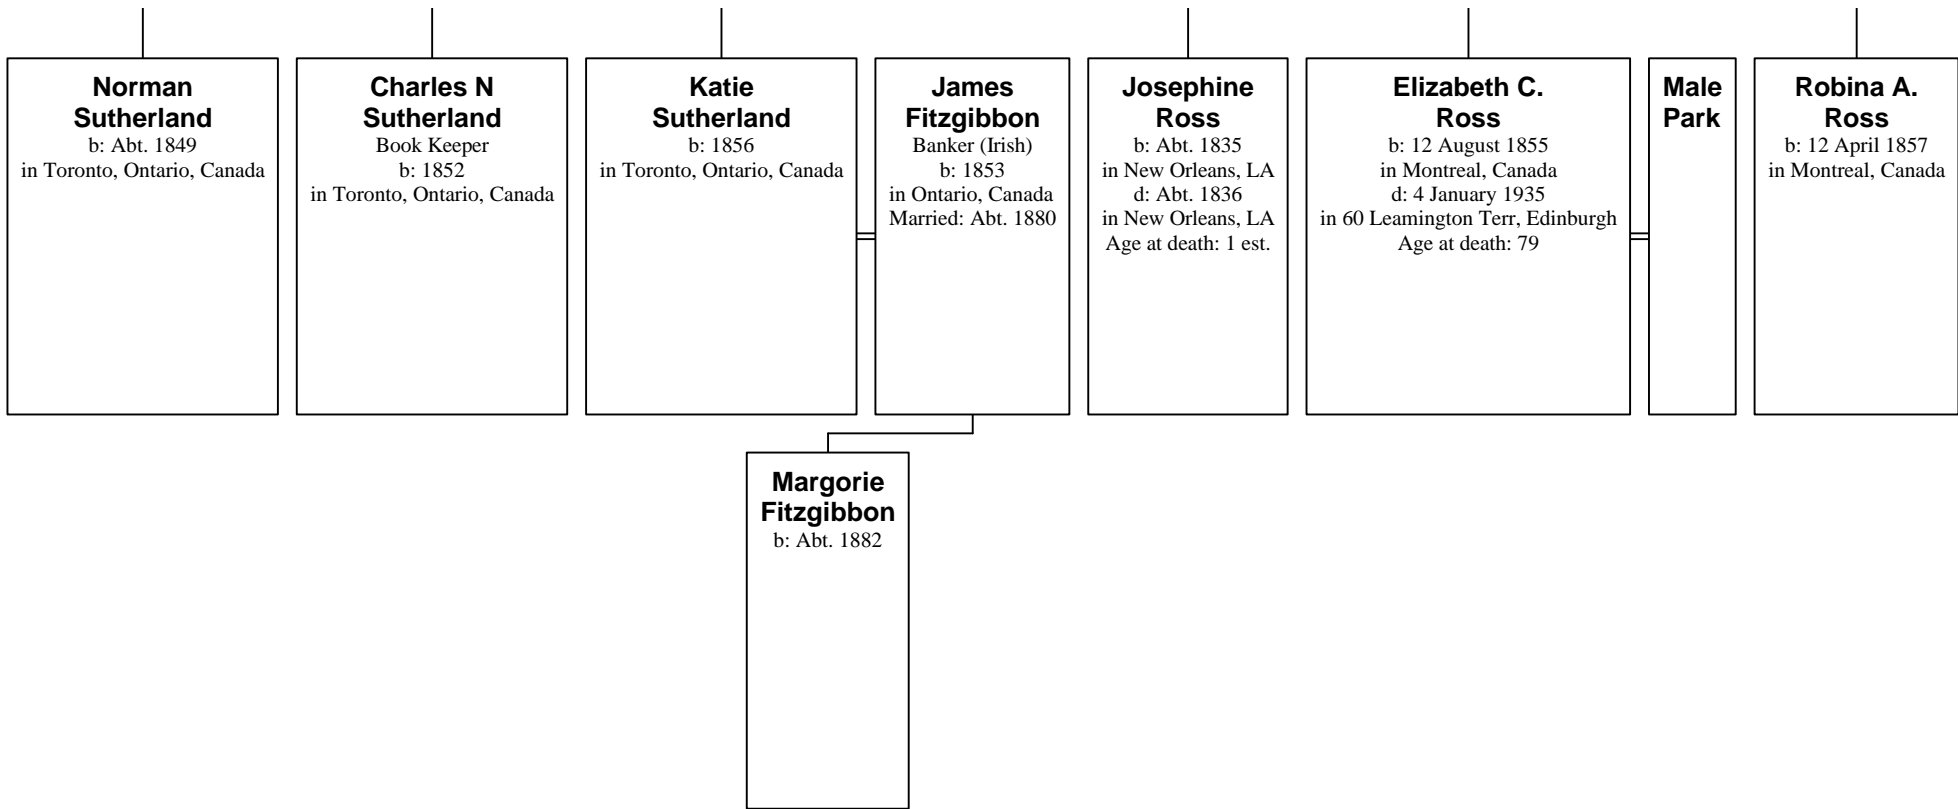 Norman
Sutherland
b: Abt. 1849
in Toronto, Ontario, Canada
Charles N
Sutherland
Book Keeper
b: 1852
in Toronto, Ontario, Canada
Katie
Sutherland
b: 1856
in Toronto, Ontario, Canada
James
Fitzgibbon
Banker (Irish)
b: 1853
in Ontario, Canada
Married: Abt. 1880
Josephine
Ross
b: Abt. 1835
in New Orleans, LA
d: Abt. 1836
in New Orleans, LA
Age at death: 1 est.
Elizabeth C.
Ross
b: 12 August 1855
in Montreal, Canada
d: 4 January 1935
in 60 Leamington Terr, Edinburgh
Age at death: 79
Male
Park
Robina A.
Ross
b: 12 April 1857
in Montreal, Canada
Margorie
Fitzgibbon
b: Abt. 1882